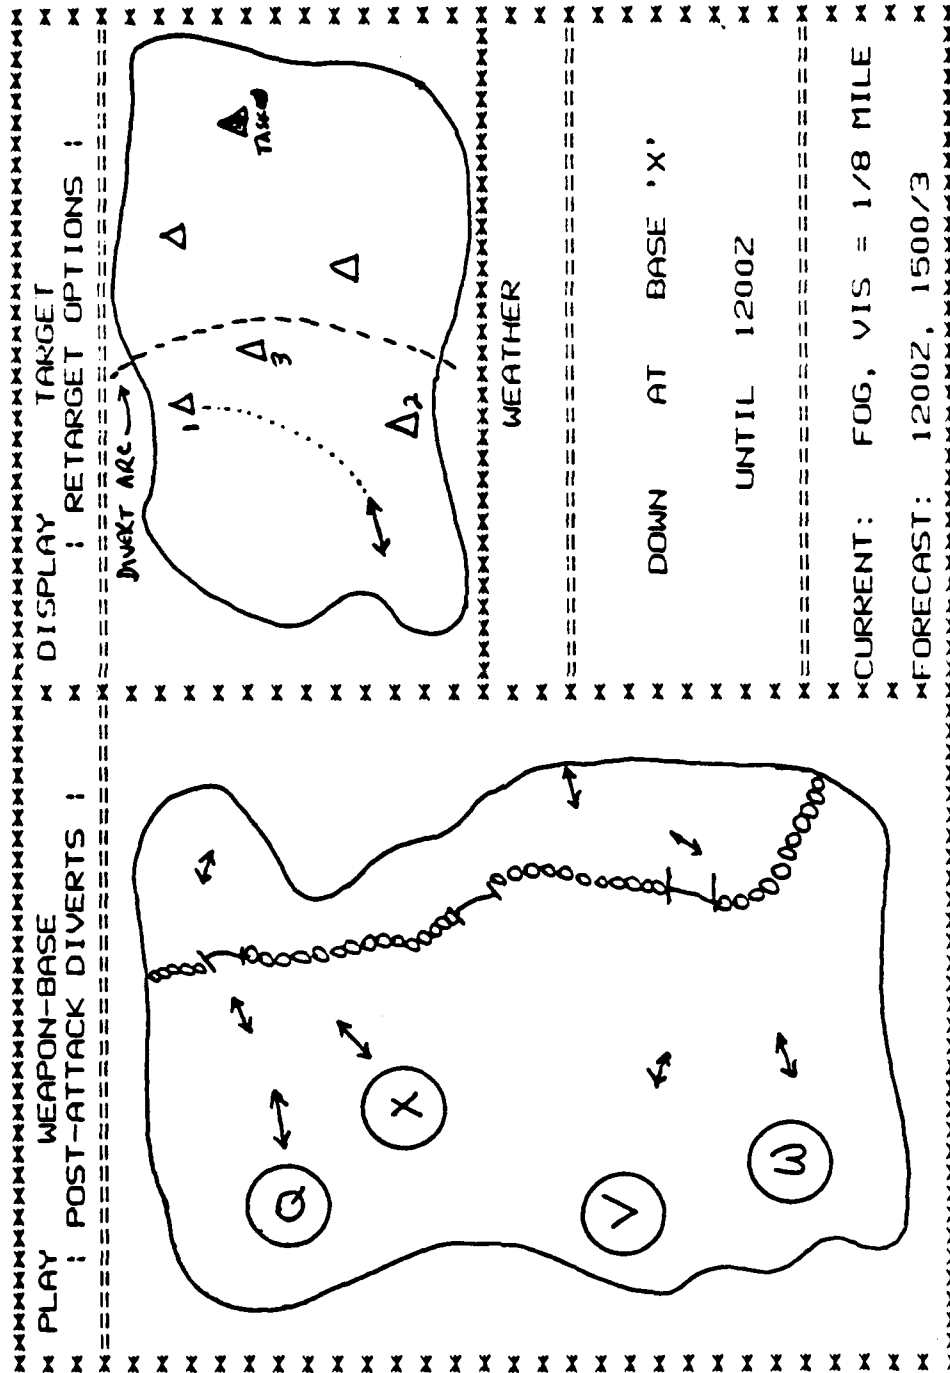 PLAY WEAPON-BASE
: POST-ATTACK DIVERTS :
Q
X
V
W
DISPLAY TARGET
: RETARGET OPTIONS :
DIVERT ARC
1
3
2
TASKED
WEATHER
DOWN AT BASE 'X'
UNTIL 1200Z
CURRENT: FOG, VIS = 1/8 MILE
FORECAST: 1200Z, 1500/3